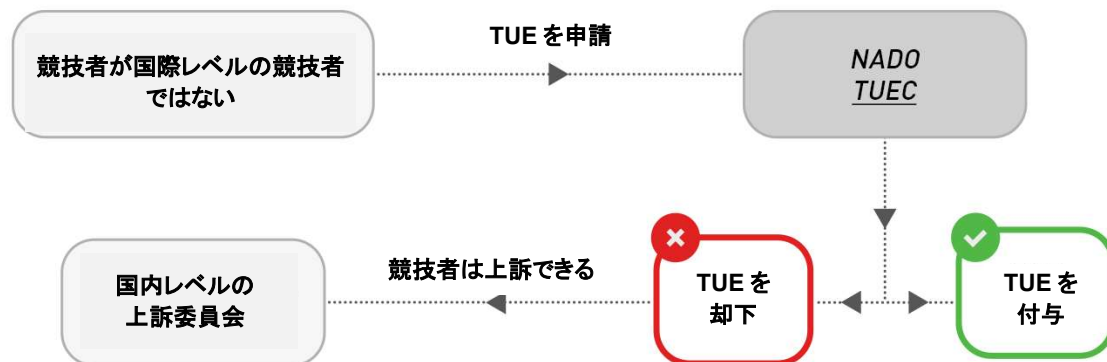 TUE を申請
競技者が国際レベルの競技者
ではない
NADO
TUEC
競技者は上訴できる
国内レベルの
上訴委員会
TUE を
却下
TUE を
付与